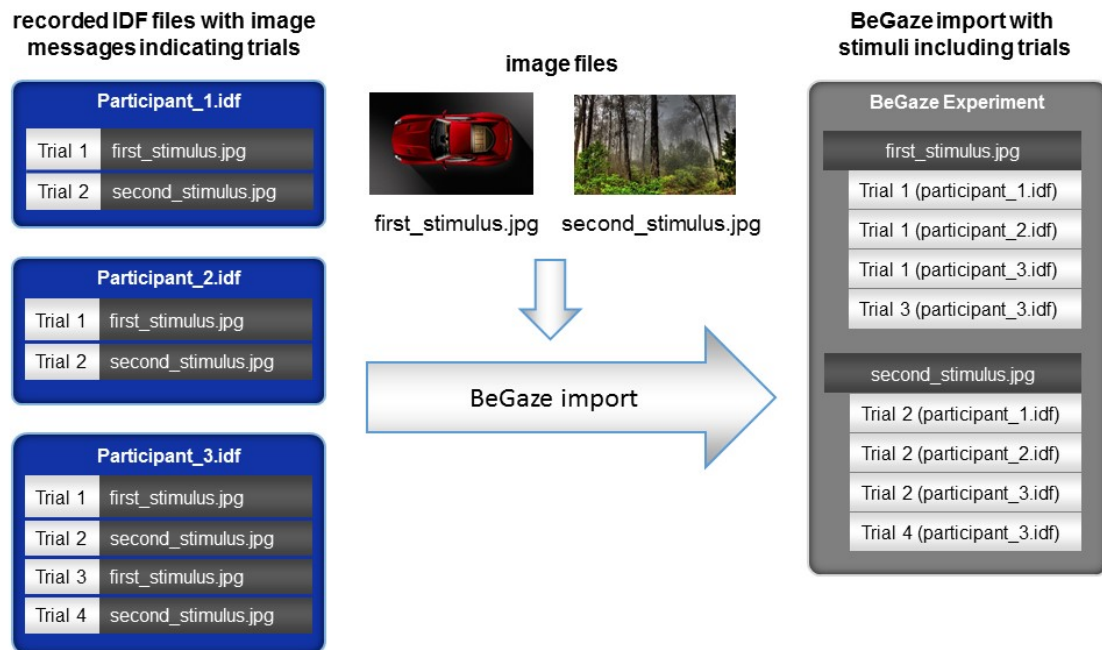 recorded IDF files with image
messages indicating trials
Participant_1.idf
Trial 1 first_stimulus.jpg
Trial 2 second_stimulus.jpg
Participant_2.idf
Trial 1 first_stimulus.jpg
Trial 2 second_stimulus.jpg
Participant_3.idf
Trial 1 first_stimulus.jpg
Trial 2 second_stimulus.jpg
Trial 3 first_stimulus.jpg
Trial 4 second_stimulus.jpg
image files
first_stimulus.jpg second_stimulus.jpg
BeGaze import
BeGaze import with
stimuli including trials
BeGaze Experiment
first_stimulus.jpg
Trial 1 (participant_1.idf)
Trial 1 (participant_2.idf)
Trial 1 (participant_3.idf)
Trial 3 (participant_3.idf)
second_stimulus.jpg
Trial 2 (participant_1.idf)
Trial 2 (participant_2.idf)
Trial 2 (participant_3.idf)
Trial 4 (participant_3.idf)